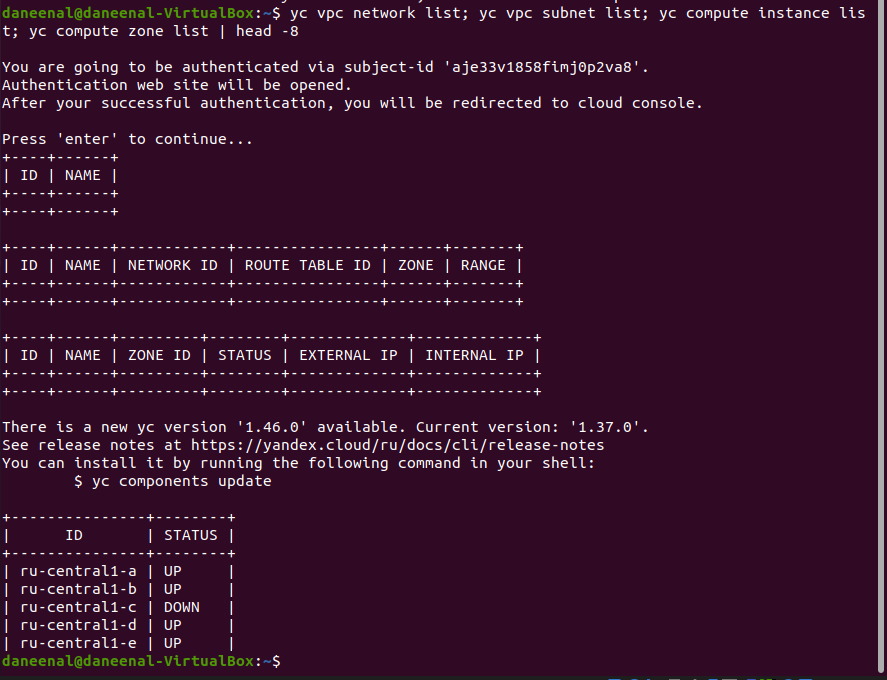 daneenal@daneenal-VirtualBox:~$ yc vpc network list; yc vpc subnet list; yc compute instance lis
t; yc compute zone list | head -8

You are going to be authenticated via subject-id 'aje33v1858fimj0p2va8'.
Authentication web site will be opened.
After your successful authentication, you will be redirected to cloud console.

Press 'enter' to continue...
+----+------+
| ID | NAME |
+----+------+
+----+------+

+----+------+------------+----------------+------+-------+
| ID | NAME | NETWORK ID | ROUTE TABLE ID | ZONE | RANGE |
+----+------+------------+----------------+------+-------+
+----+------+------------+----------------+------+-------+

+----+------+---------+--------+-------------+-------------+
| ID | NAME | ZONE ID | STATUS | EXTERNAL IP | INTERNAL IP |
+----+------+---------+--------+-------------+-------------+
+----+------+---------+--------+-------------+-------------+

There is a new yc version '1.46.0' available. Current version: '1.37.0'.
See release notes at https://yandex.cloud/ru/docs/cli/release-notes
You can install it by running the following command in your shell:
        $ yc components update

+---------------+--------+
|      ID       | STATUS |
+---------------+--------+
| ru-central1-a | UP     |
| ru-central1-b | UP     |
| ru-central1-c | DOWN   |
| ru-central1-d | UP     |
| ru-central1-e | UP     |
daneenal@daneenal-VirtualBox:~$